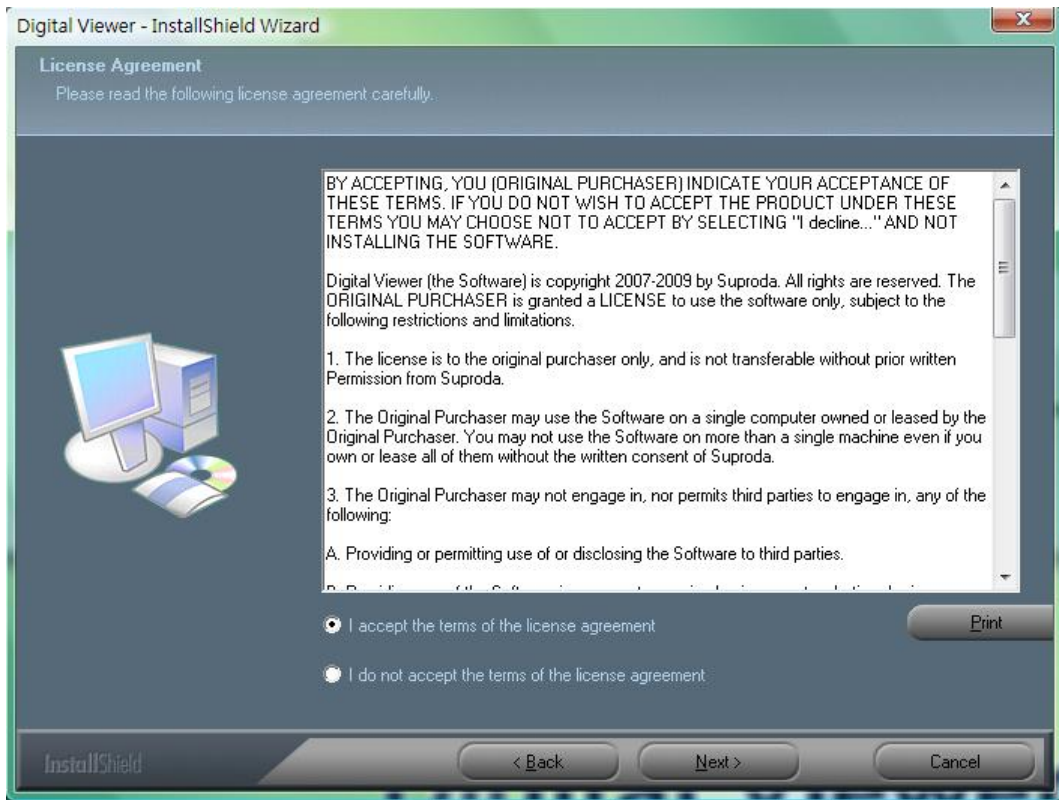 Digital Viewer - InstallShield Wizard
License Agreement
Please read the following license agreement carefully.
BY ACCEPTING, YOU (ORIGINAL PURCHASER) INDICATE YOUR ACCEPTANCE OF
THESE TERMS. IF YOU DO NOT WISH TO ACCEPT THE PRODUCT UNDER THESE
TERMS YOU MAY CHOOSE NOT TO ACCEPT BY SELECTING "I decline..." AND NOT
INSTALLING THE SOFTWARE.
Digital Viewer (the Software) is copyright 2007-2009 by Suproda. All rights are reserved. The
ORIGINAL PURCHASER is granted a LICENSE to use the software only, subject to the
following restrictions and limitations.
1. The license is to the original purchaser only, and is not transferable without prior written
Permission from Suproda.
2. The Original Purchaser may use the Software on a single computer owned or leased by the
Original Purchaser. You may not use the Software on more than a single machine even if you
own or lease all of them without the written consent of Suproda.
3. The Original Purchaser may not engage in, nor permits third parties to engage in, any of the
following:
A. Providing or permitting use of or disclosing the Software to third parties.
I accept the terms of the license agreement
Print
I do not accept the terms of the license agreement
InstallShield
< Back
Next >
Cancel